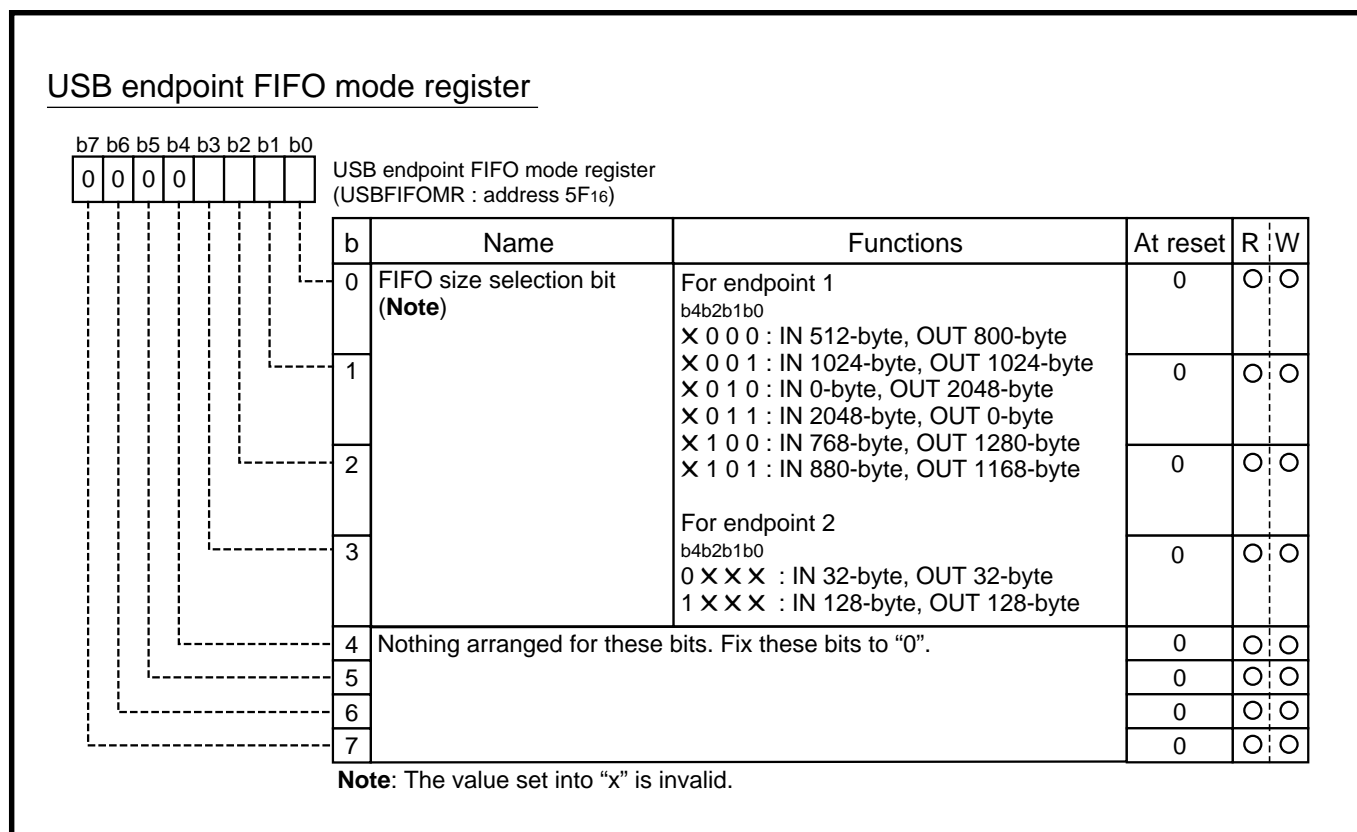 USB endpoint FIFO mode register
b7 b6 b5 b4 b3 b2 b1 b0
0 0 0 0
USB endpoint FIFO mode register
(USBFIFOMR : address 5F16)
b Name Functions At reset R W
0 FIFO size selection bit For endpoint 1 0 O O
(Note) b4b2b1b0
X 0 0 0 : IN 512-byte, OUT 800-byte
1 X 0 0 1 : IN 1024-byte, OUT 1024-byte 0 O O
X 0 1 0 : IN 0-byte, OUT 2048-byte
X 0 1 1 : IN 2048-byte, OUT 0-byte
X 1 0 0 : IN 768-byte, OUT 1280-byte
2 X 1 0 1 : IN 880-byte, OUT 1168-byte 0 O O
For endpoint 2
3 b4b2b1b0 0 O O
0 X X X : IN 32-byte, OUT 32-byte
1 X X X : IN 128-byte, OUT 128-byte
4 Nothing arranged for these bits. Fix these bits to “0”. 0 O O
5 0 O O
6 0 O O
7 0 O O
Note: The value set into “x” is invalid.